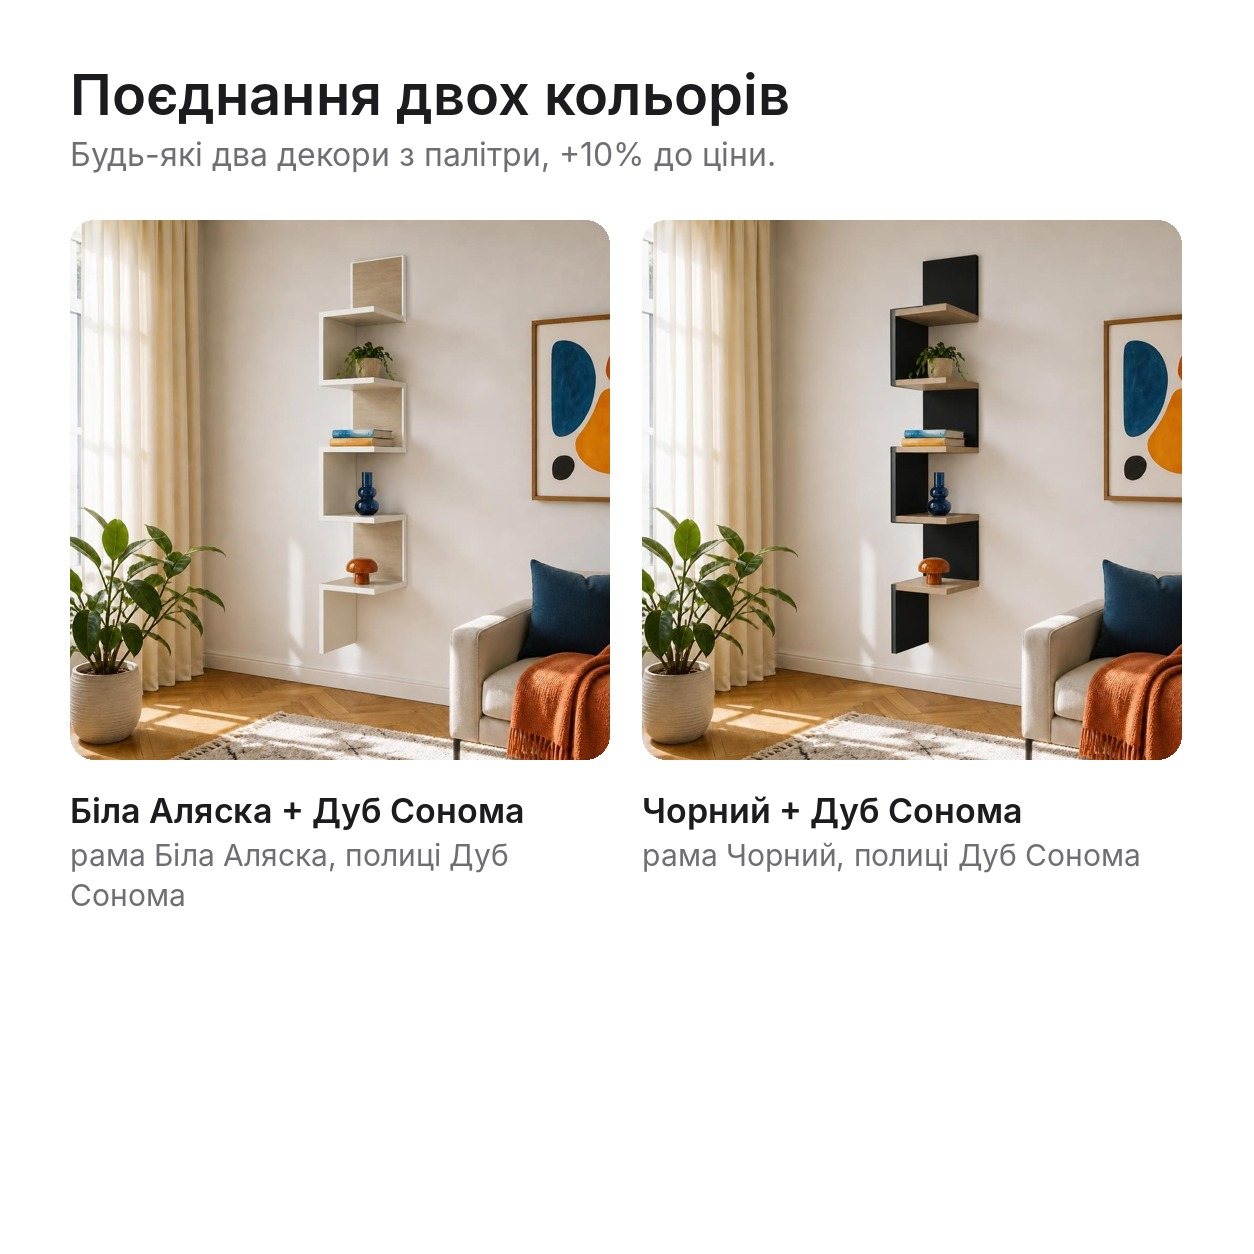 Поєднання двох кольорів
Будь-які два декори з палітри, +10% до ціни.
Біла Аляска + Дуб Сонома
рама Біла Аляска, полиці Дуб
Сонома
Чорний + Дуб Сонома
рама Чорний, полиці Дуб Сонома